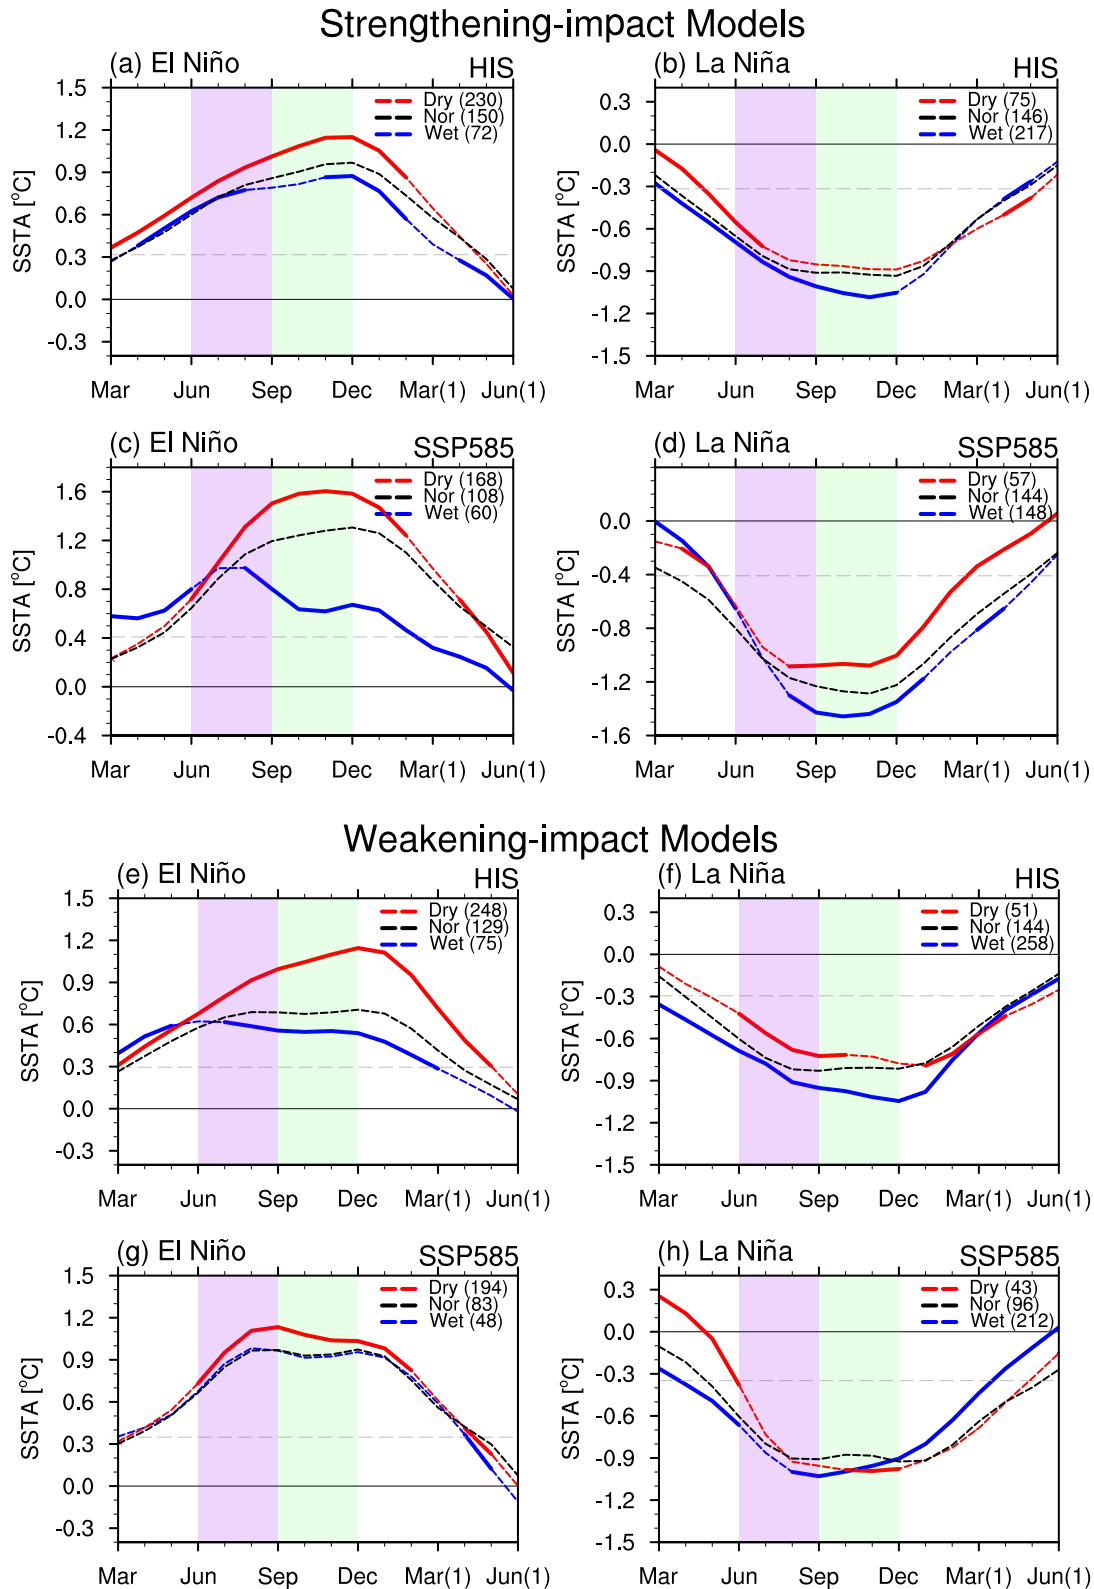 Strengthening-impact Models
(a) El Niño HIS
(b) La Niña HIS
1.5
1.2
0.9
0.6
0.3
0.0
-0.3
SSTA [°C]
Dry (230)
Nor (150)
Wet (72)
Mar Jun Sep Dec Mar(1) Jun(1)
0.3
0.0
-0.3
-0.6
-0.9
-1.2
-1.5
SSTA [°C]
Dry (75)
Nor (146)
Wet (217)
Mar Jun Sep Dec Mar(1) Jun(1)
(c) El Niño SSP585
(d) La Niña SSP585
1.6
1.2
0.8
0.4
0.0
-0.4
SSTA [°C]
Dry (168)
Nor (108)
Wet (60)
Mar Jun Sep Dec Mar(1) Jun(1)
0.0
-0.4
-0.8
-1.2
-1.6
SSTA [°C]
Dry (57)
Nor (144)
Wet (148)
Mar Jun Sep Dec Mar(1) Jun(1)
Weakening-impact Models
(e) El Niño HIS
(f) La Niña HIS
1.5
1.2
0.9
0.6
0.3
0.0
-0.3
SSTA [°C]
Dry (248)
Nor (129)
Wet (75)
Mar Jun Sep Dec Mar(1) Jun(1)
0.3
0.0
-0.3
-0.6
-0.9
-1.2
-1.5
SSTA [°C]
Dry (51)
Nor (144)
Wet (258)
Mar Jun Sep Dec Mar(1) Jun(1)
(g) El Niño SSP585
(h) La Niña SSP585
1.5
1.2
0.9
0.6
0.3
0.0
-0.3
SSTA [°C]
Dry (194)
Nor (83)
Wet (48)
Mar Jun Sep Dec Mar(1) Jun(1)
0.3
0.0
-0.3
-0.6
-0.9
-1.2
-1.5
SSTA [°C]
Dry (43)
Nor (96)
Wet (212)
Mar Jun Sep Dec Mar(1) Jun(1)